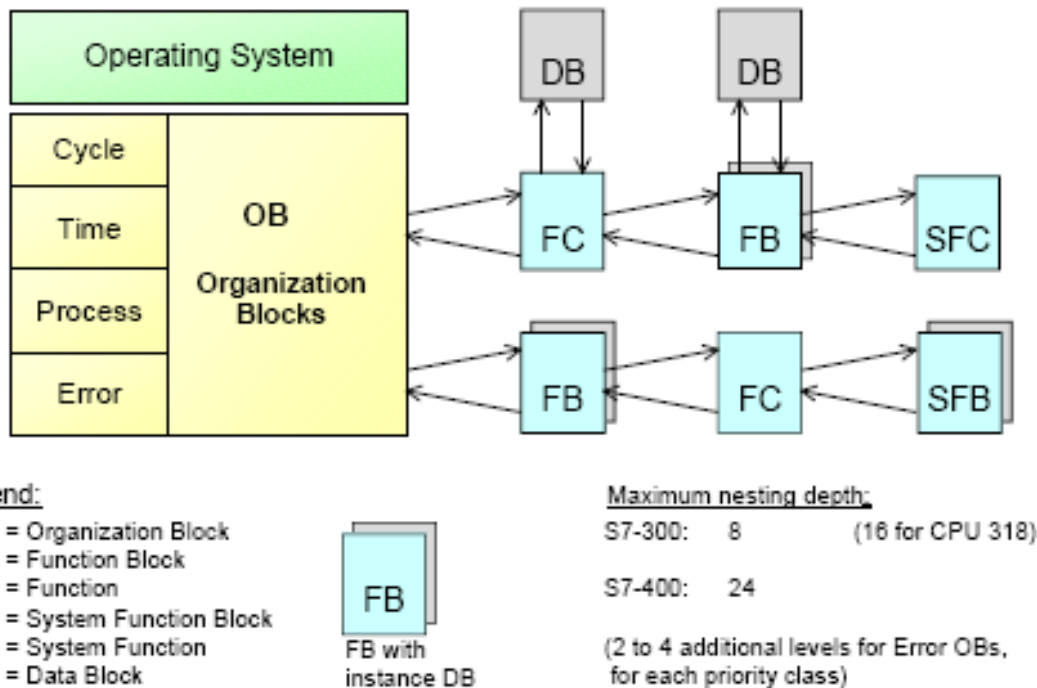 Operating System
Cycle
Time
Process
Error
OB
Organization
Blocks
DB
DB
FC
FB
SFC
FB
FC
SFB
end:
= Organization Block
= Function Block
= Function
= System Function Block
= System Function
= Data Block
FB
FB with
instance DB
Maximum nesting depth:
S7-300: 8 (16 for CPU 318)
S7-400: 24
(2 to 4 additional levels for Error OBs,
for each priority class)